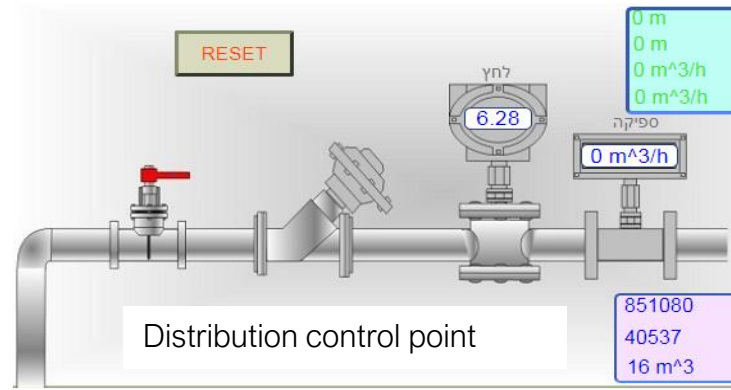 0 m
0 m
0 m^3/h
0 m^3/h
RESET
לחץ
6.28
ספיקה
0 m^3/h
Distribution control point
851080
40537
16 m^3